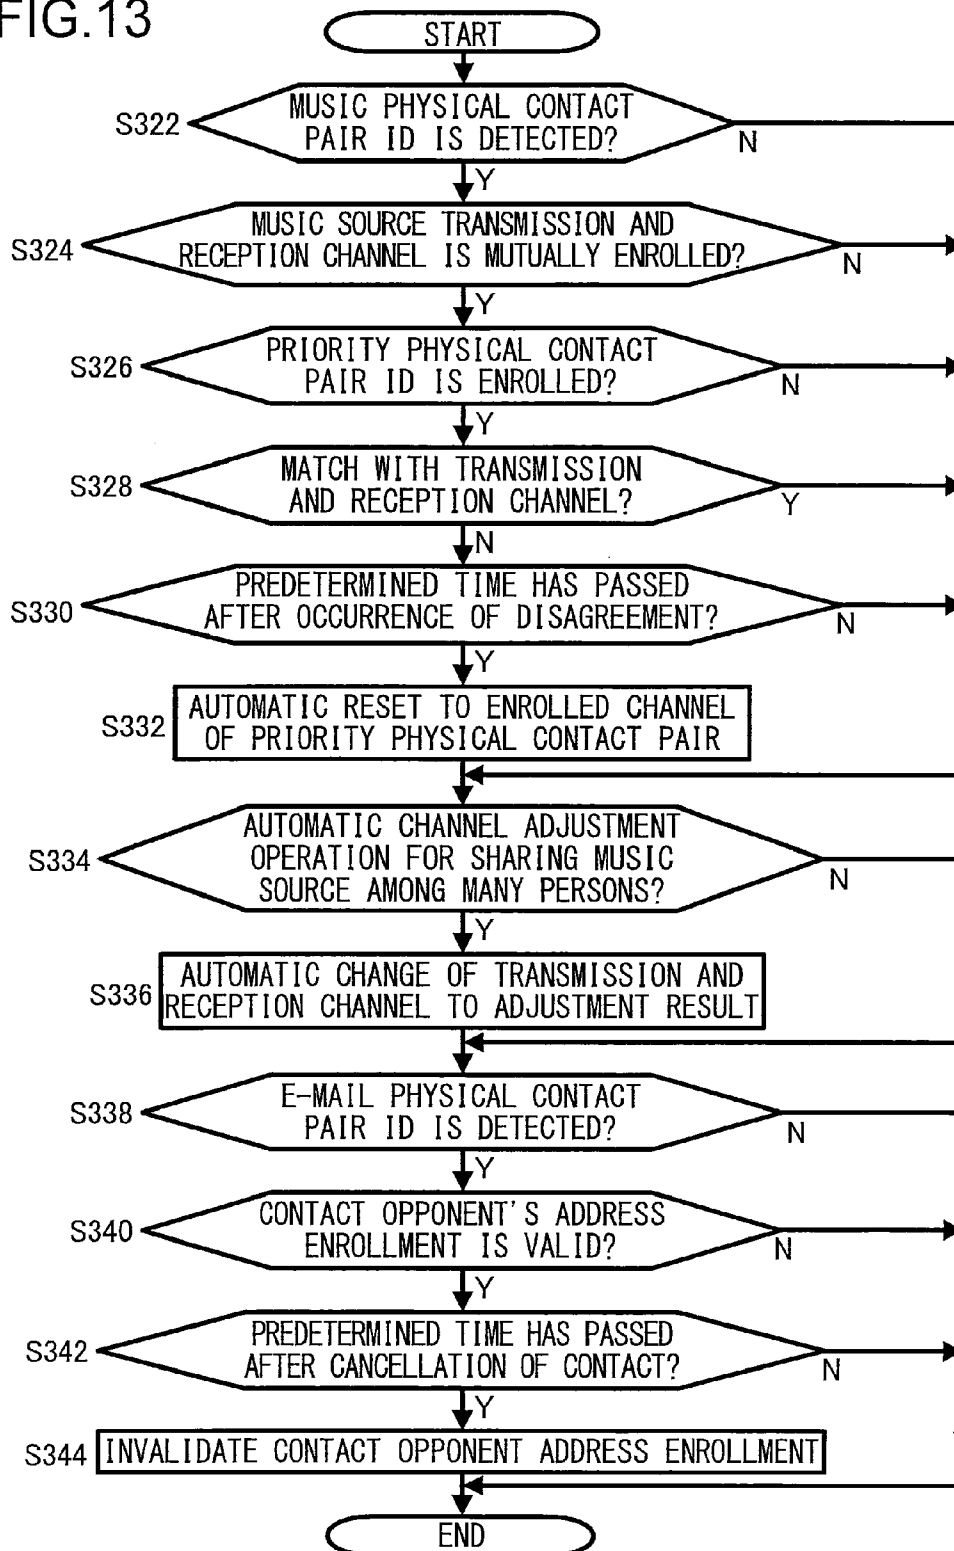 FIG.13
START
S322
MUSIC PHYSICAL CONTACT
PAIR ID IS DETECTED?
N
Y
S324
MUSIC SOURCE TRANSMISSION AND
RECEPTION CHANNEL IS MUTUALLY ENROLLED?
N
Y
S326
PRIORITY PHYSICAL CONTACT
PAIR ID IS ENROLLED?
N
Y
S328
MATCH WITH TRANSMISSION
AND RECEPTION CHANNEL?
Y
N
S330
PREDETERMINED TIME HAS PASSED
AFTER OCCURRENCE OF DISAGREEMENT?
N
Y
S332
AUTOMATIC RESET TO ENROLLED CHANNEL
OF PRIORITY PHYSICAL CONTACT PAIR
S334
AUTOMATIC CHANNEL ADJUSTMENT
OPERATION FOR SHARING MUSIC
SOURCE AMONG MANY PERSONS?
N
Y
S336
AUTOMATIC CHANGE OF TRANSMISSION AND
RECEPTION CHANNEL TO ADJUSTMENT RESULT
S338
E-MAIL PHYSICAL CONTACT
PAIR ID IS DETECTED?
N
Y
S340
CONTACT OPPONENT'S ADDRESS
ENROLLMENT IS VALID?
N
Y
S342
PREDETERMINED TIME HAS PASSED
AFTER CANCELLATION OF CONTACT?
N
Y
S344
INVALIDATE CONTACT OPPONENT ADDRESS ENROLLMENT
END